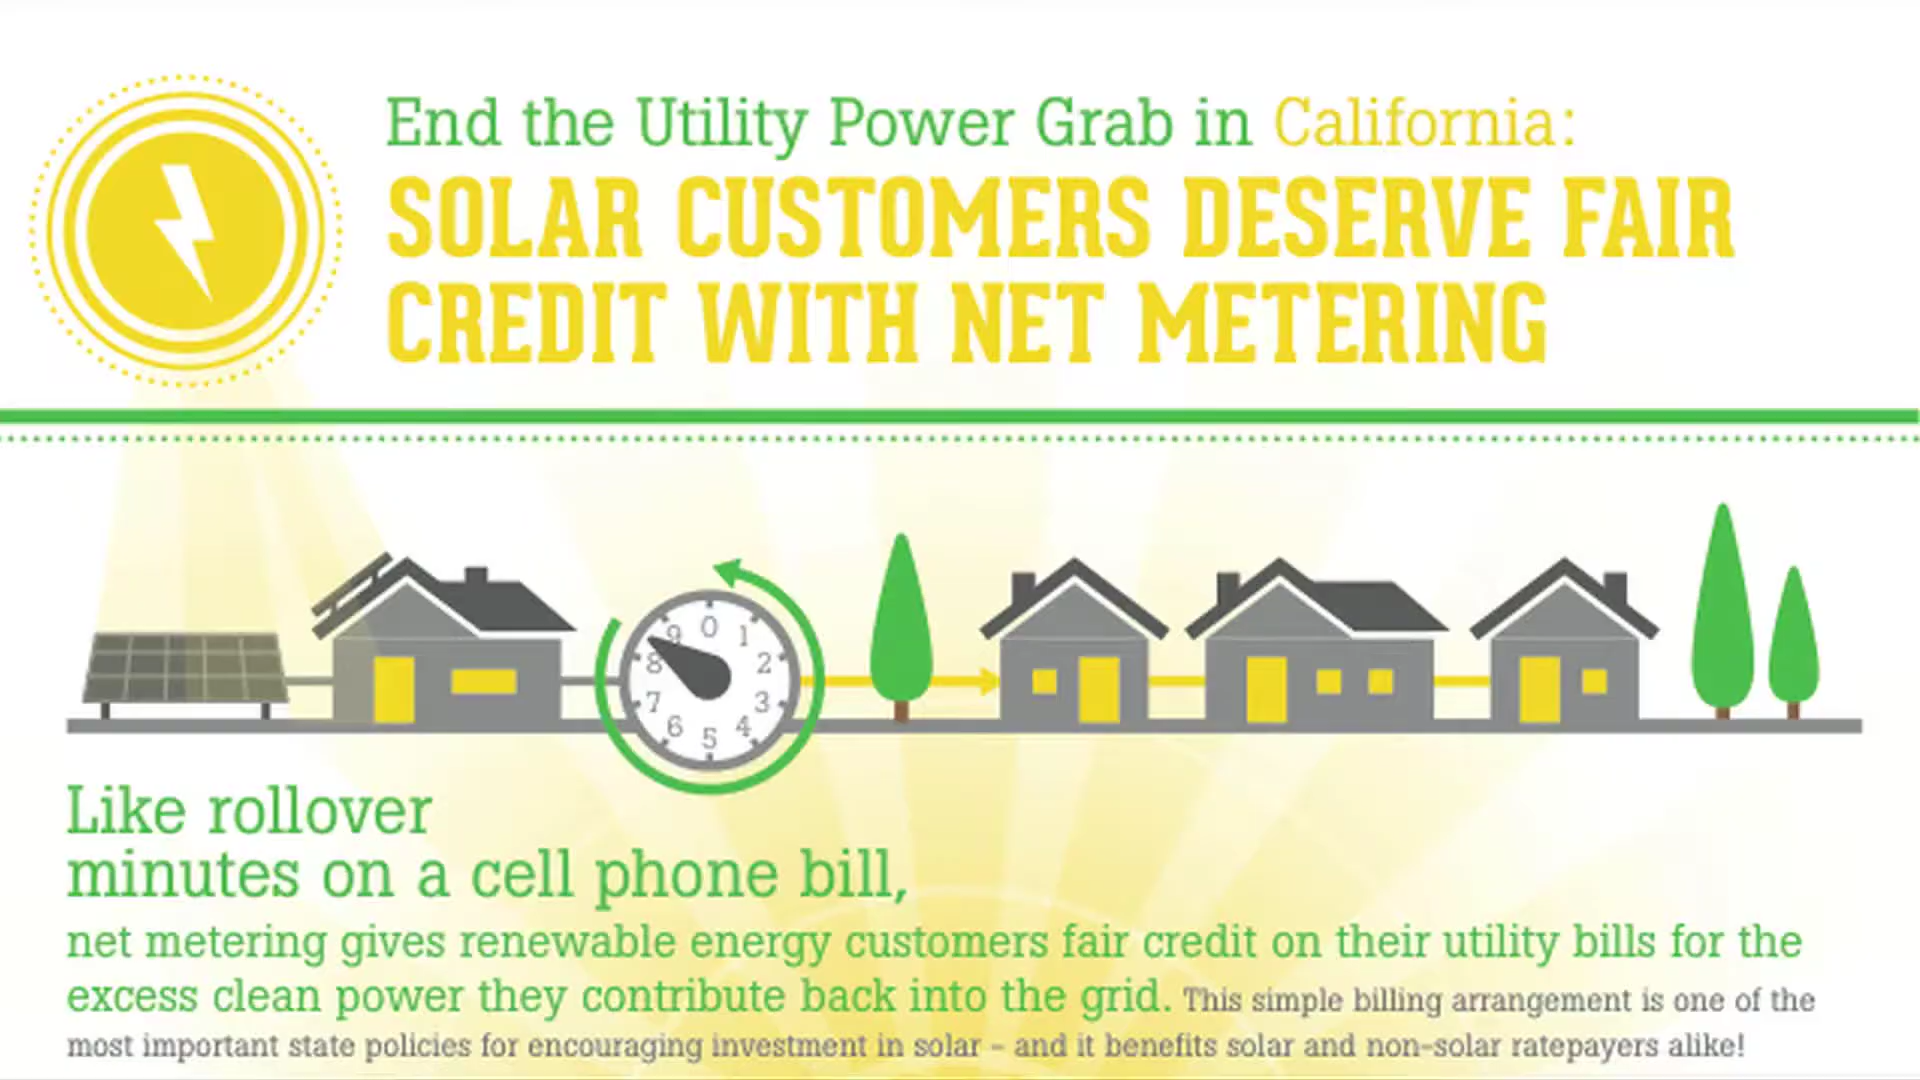 End the Utility Power Grab in California:
SOLAR CUSTOMERS DESERVE FAIR
CREDIT WITH NET METERING
0
1
2
3
4
5
6
7
8
9
Like rollover
minutes on a cell phone bill,
net metering gives renewable energy customers fair credit on their utility bills for the
excess clean power they contribute back into the grid. This simple billing arrangement is one of the
most important state policies for encouraging investment in solar – and it benefits solar and non-solar ratepayers alike!